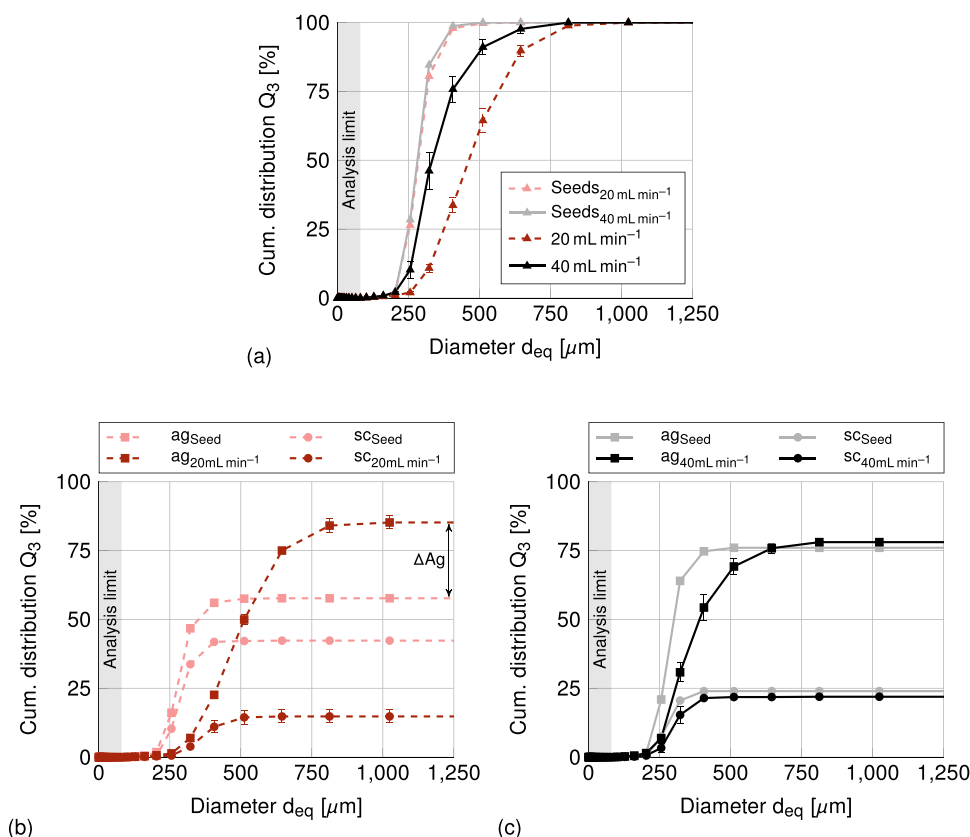 100
75
50
25
0
Cum. distribution Q3 [%]
Analysis limit
Seeds20 mL min−1
Seeds40 mL min−1
20 mL min−1
40 mL min−1
0 250 500 750 1,000 1,250
Diameter deq [μm]
(a)
agSeed scSeed
ag20mL min−1 sc20mL min−1
100
75
50
25
0
Cum. distribution Q3 [%]
Analysis limit
ΔAg
0 250 500 750 1,000 1,250
Diameter deq [μm]
(b)
agSeed scSeed
ag40mL min−1 sc40mL min−1
100
75
50
25
0
Cum. distribution Q3 [%]
Analysis limit
0 250 500 750 1,000 1,250
Diameter deq [μm]
(c)